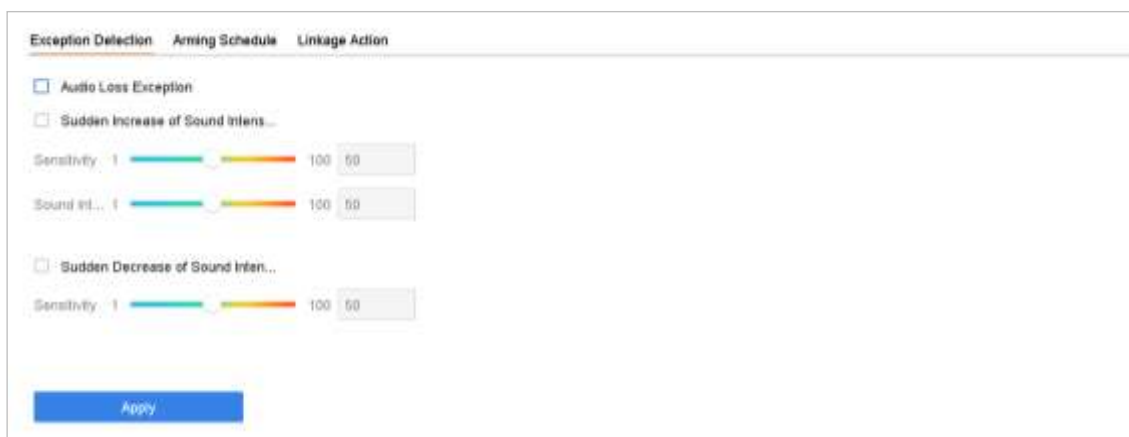 Exception Detection Arming Schedule Linkage Action
Audio Loss Exception
Sudden Increase of Sound Intens...
Sensitivity 1 100 50
Sound Int... 1 100 50
Sudden Decrease of Sound Inten...
Sensitivity 1 100 50
Apply